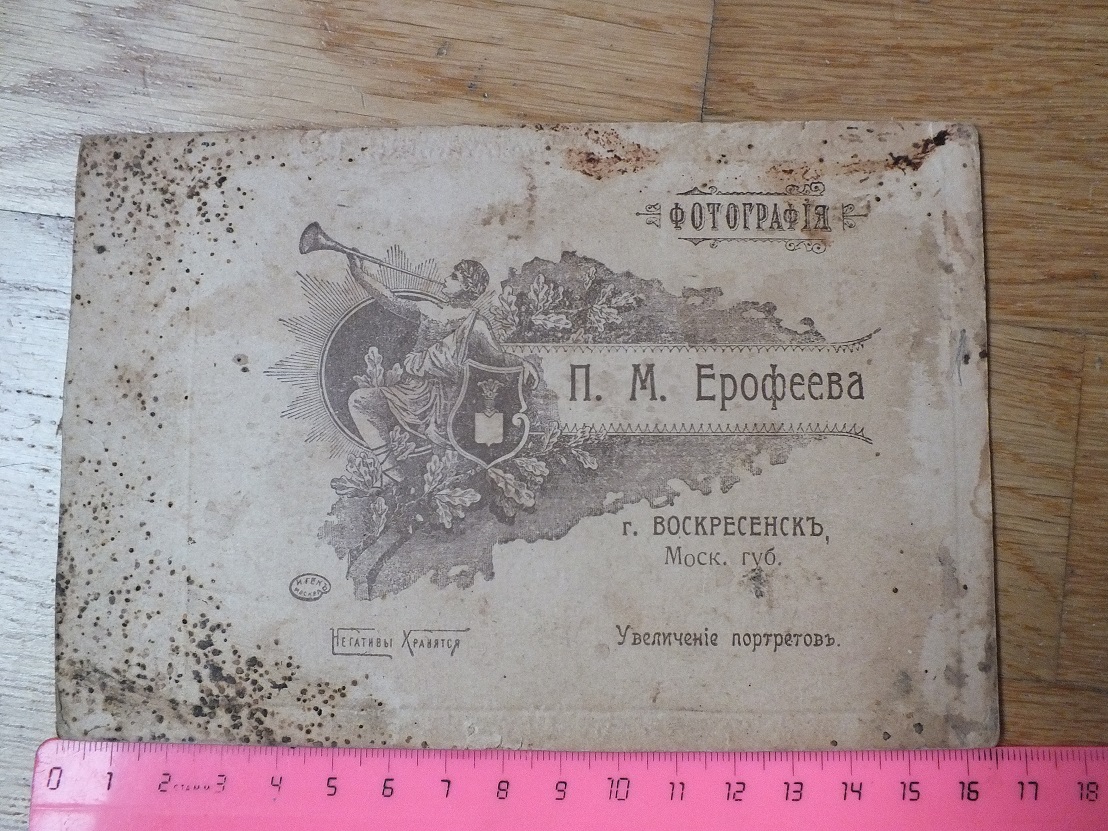 ФОТОГРАФІЯ
П. М. Ерофеева
г. ВОСКРЕСЕНСКЪ,
Моск. губ.
Негативы Хранятся
Увеличеніе портретовъ.
0 1 2 3 4 5 6 7 8 9 10 11 12 13 14 15 16 17 18